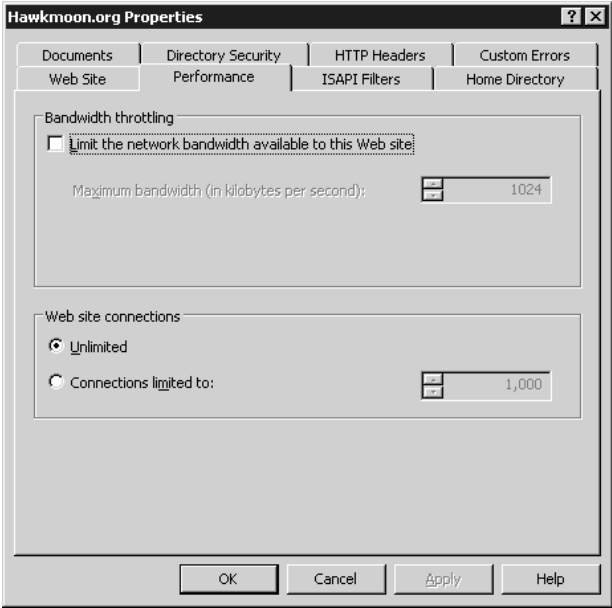 Hawkmoon.org Properties
Documents Directory Security HTTP Headers Custom Errors
Web Site Performance ISAPI Filters Home Directory
Bandwidth throttling
Limit the network bandwidth available to this Web site
Maximum bandwidth (in kilobytes per second): 1024
Web site connections
Unlimited
Connections limited to: 1,000
OK Cancel Apply Help